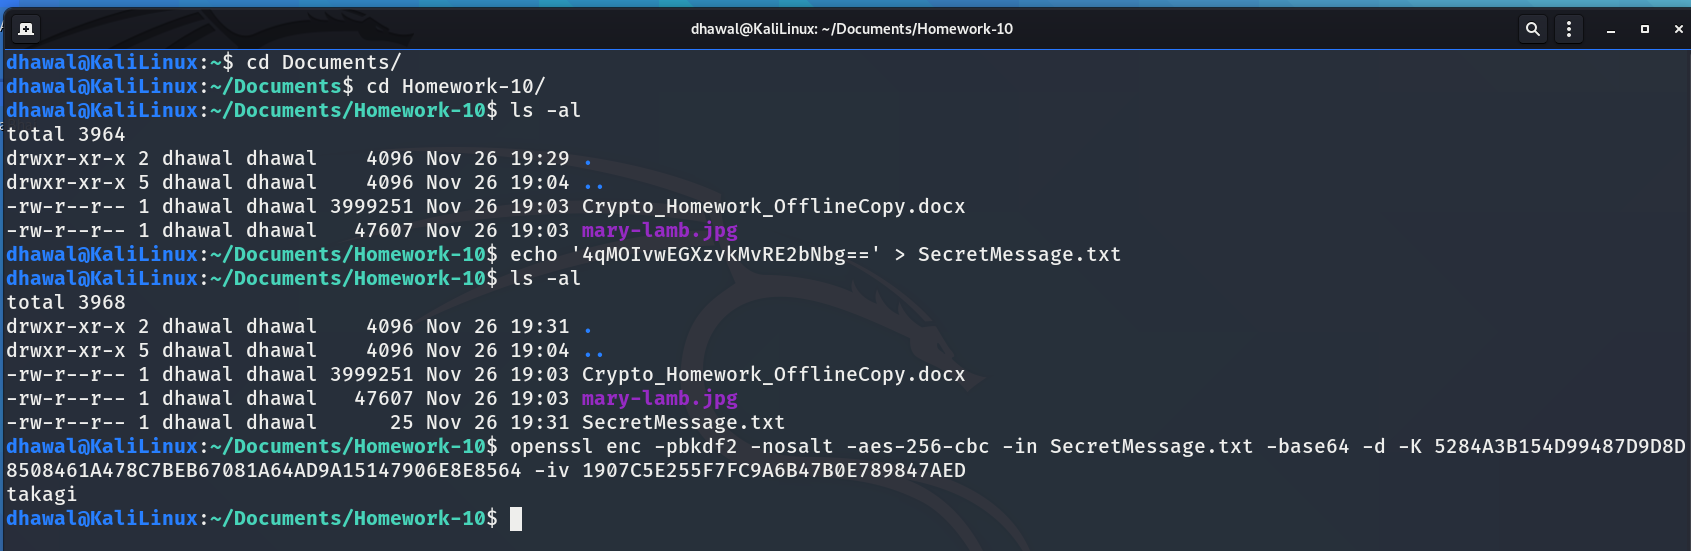 dhawal@KaliLinux: ~/Documents/Homework-10
dhawal@KaliLinux:~$ cd Documents/
dhawal@KaliLinux:~/Documents$ cd Homework-10/
dhawal@KaliLinux:~/Documents/Homework-10$ ls -al
total 3964
drwxr-xr-x 2 dhawal dhawal    4096 Nov 26 19:29 .
drwxr-xr-x 5 dhawal dhawal    4096 Nov 26 19:04 ..
-rw-r--r-- 1 dhawal dhawal 3999251 Nov 26 19:03 Crypto_Homework_OfflineCopy.docx
-rw-r--r-- 1 dhawal dhawal   47607 Nov 26 19:03 mary-lamb.jpg
dhawal@KaliLinux:~/Documents/Homework-10$ echo '4qMOIvwEGXzvkMvRE2bNbg==' > SecretMessage.txt
dhawal@KaliLinux:~/Documents/Homework-10$ ls -al
total 3968
drwxr-xr-x 2 dhawal dhawal    4096 Nov 26 19:31 .
drwxr-xr-x 5 dhawal dhawal    4096 Nov 26 19:04 ..
-rw-r--r-- 1 dhawal dhawal 3999251 Nov 26 19:03 Crypto_Homework_OfflineCopy.docx
-rw-r--r-- 1 dhawal dhawal   47607 Nov 26 19:03 mary-lamb.jpg
-rw-r--r-- 1 dhawal dhawal      25 Nov 26 19:31 SecretMessage.txt
dhawal@KaliLinux:~/Documents/Homework-10$ openssl enc -pbkdf2 -nosalt -aes-256-cbc -in SecretMessage.txt -base64 -d -K 5284A3B154D99487D9D8D
8508461A478C7BEB67081A64AD9A15147906E8E8564 -iv 1907C5E255F7FC9A6B47B0E789847AED
takagi
dhawal@KaliLinux:~/Documents/Homework-10$